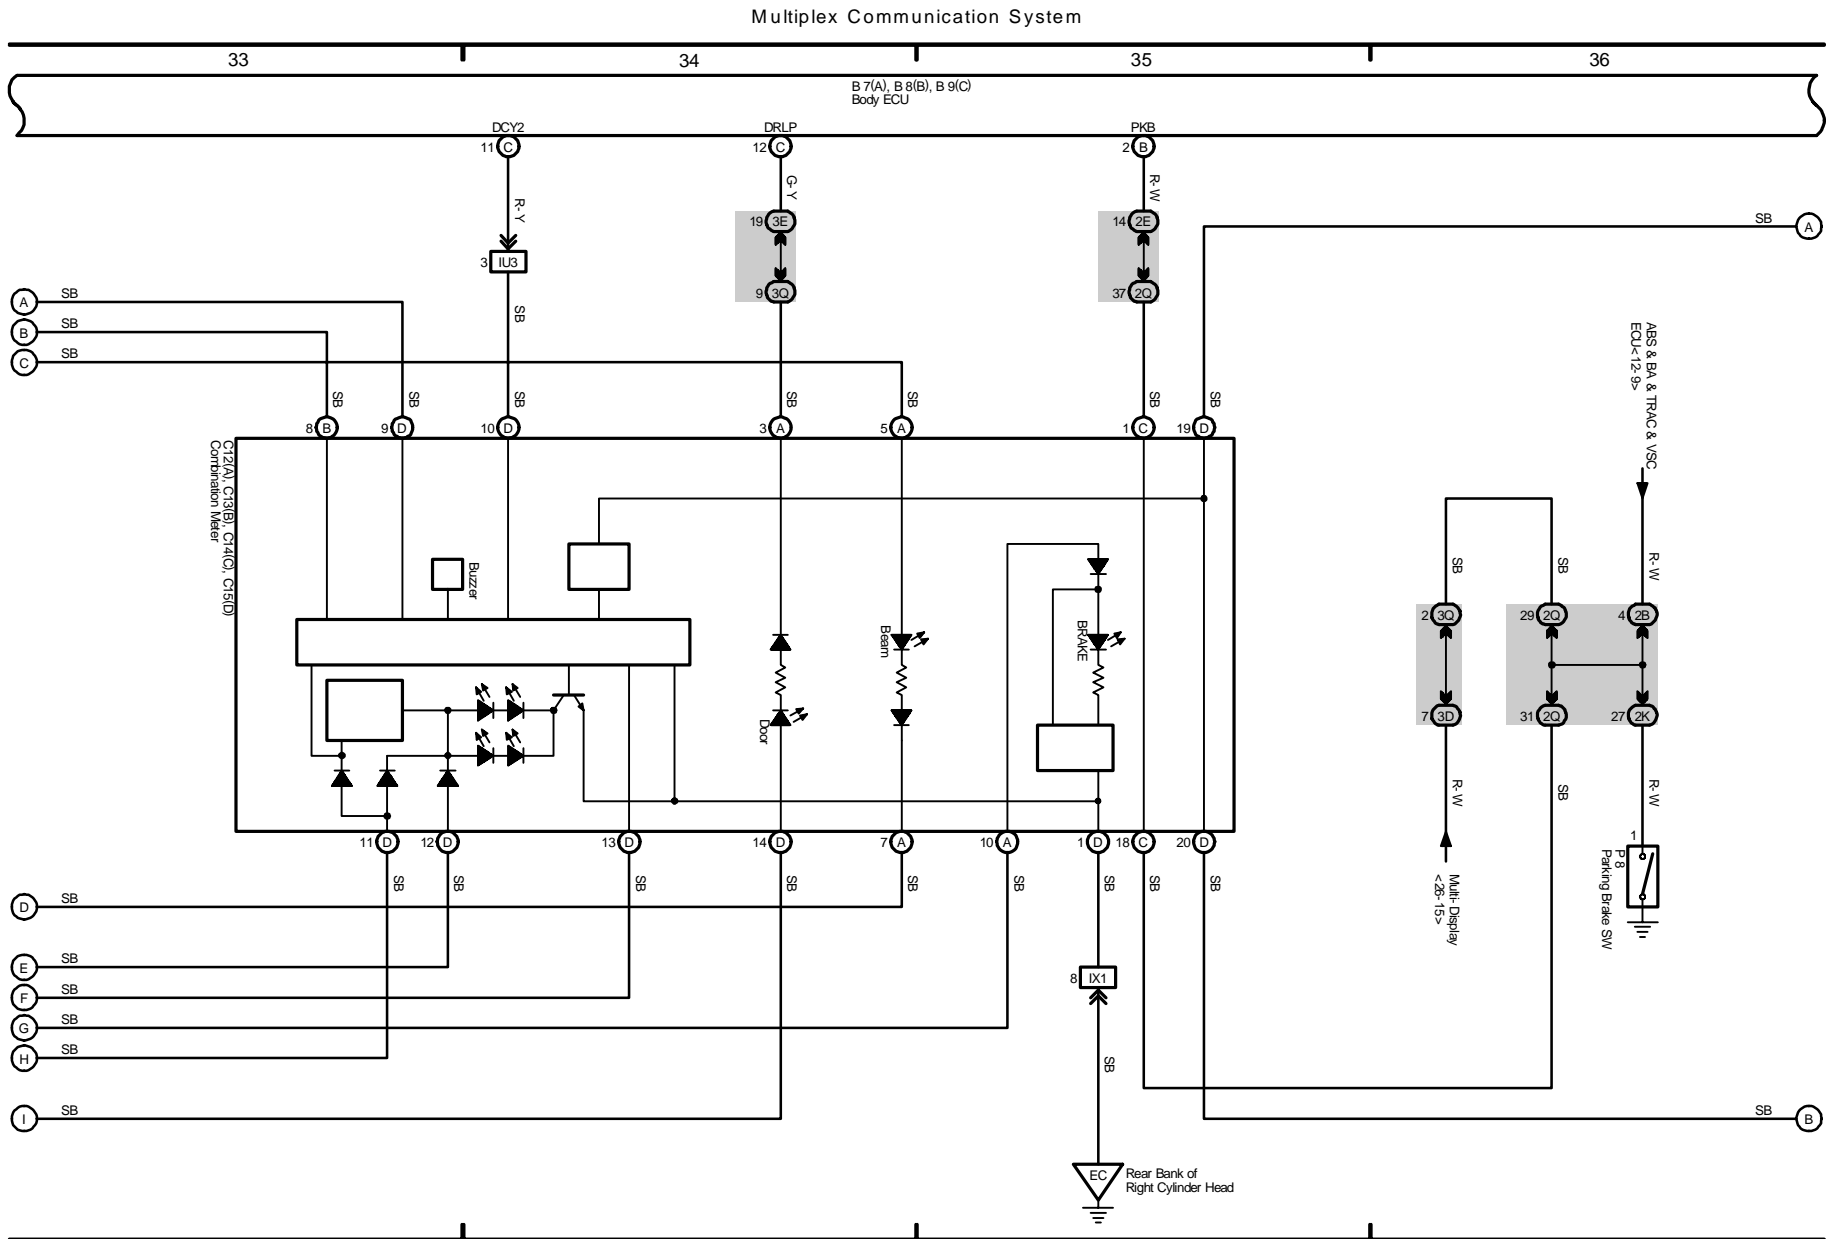 Multiplex Communication System
33 34 35 36
B 7(A), B 8(B), B 9(C)
Body ECU
DCY2 DRLP PKB
11 C 12 C 2 B
R-Y G-Y R-W
19 3E 14 2E
SB A
3 IU3
9 3Q 37 2Q
A SB
B SB
C SB
SB
ABS & BA & TRAC & VSC
ECU<12-9>
SB SB SB SB SB SB SB
8 B 9 D 10 D 3 A 5 A 1 C 19 D
C12(A), C13(B), C14(C), C15(D)
Combination Meter
Buzzer
SB SB R-W
2 3Q 29 2Q 4 2B
Beam
BRAKE
Door
7 3D 31 2Q 27 2K
R-W SB R-W
11 D 12 D 13 D 14 D 7 A 10 A 1 D 18 C 20 D
1
P 8
Parking Brake SW
Multi-Display
<26-15>
SB SB SB SB SB SB SB SB SB
D SB
E SB
8 IX1
F SB
G SB
H SB
SB
I SB
SB B
EC
Rear Bank of
Right Cylinder Head